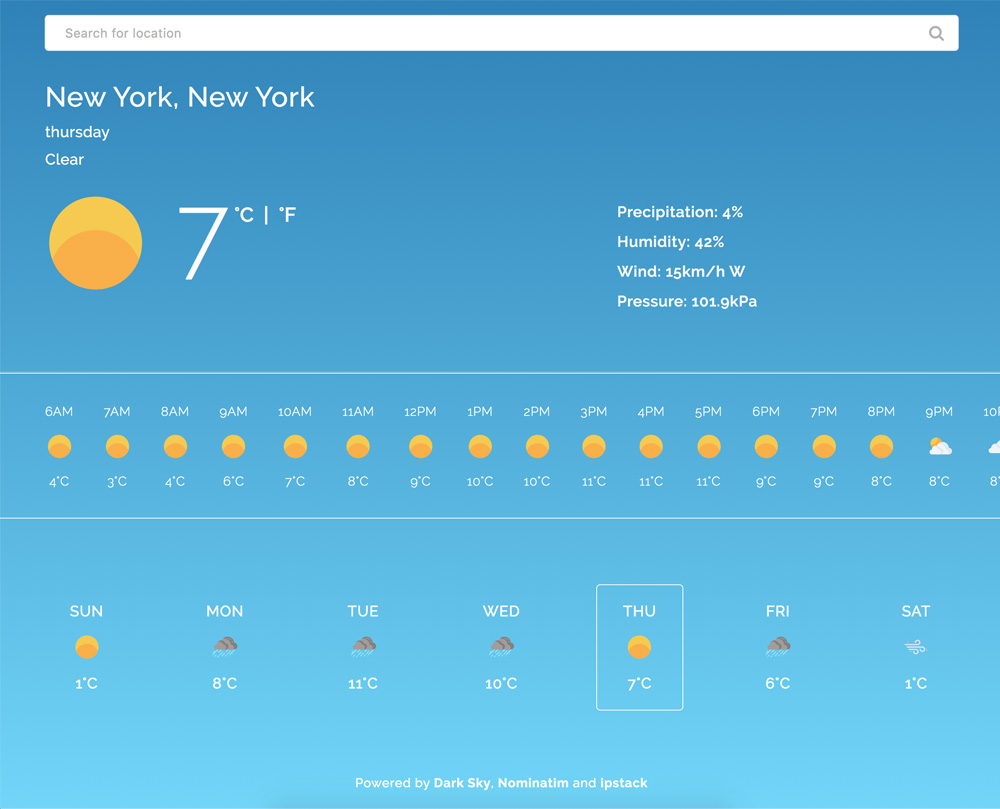 Search for location
New York, New York
thursday
Clear
7 °C | °F
Precipitation: 4%
Humidity: 42%
Wind: 15km/h W
Pressure: 101.9kPa
6AM 7AM 8AM 9AM 10AM 11AM 12PM 1PM 2PM 3PM 4PM 5PM 6PM 7PM 8PM 9PM
4°C 3°C 4°C 6°C 7°C 8°C 9°C 10°C 10°C 11°C 11°C 11°C 9°C 9°C 8°C 8°C
SUN MON TUE WED THU FRI SAT
1°C 8°C 11°C 10°C 7°C 6°C 1°C
Powered by Dark Sky, Nominatim and ipstack